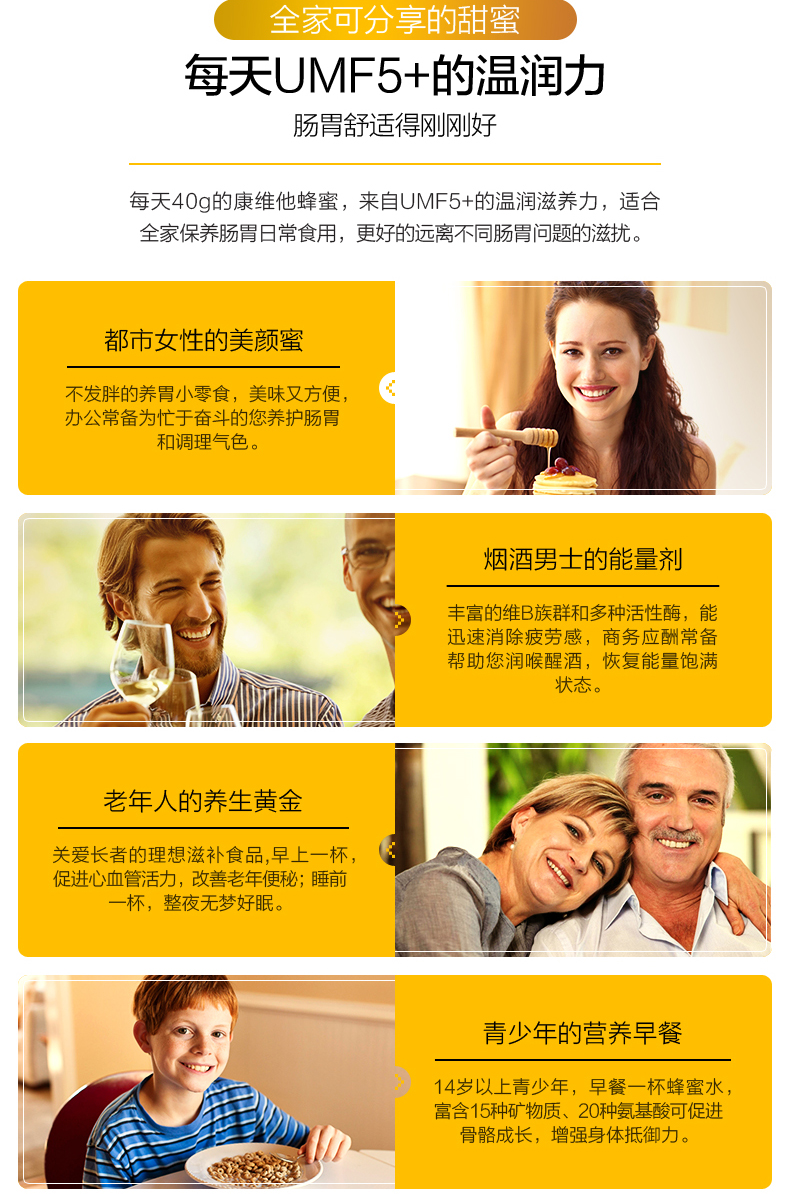 全家可分享的甜蜜
每天UMF5+的温润力
肠胃舒适得刚刚好
每天40g的康维他蜂蜜，来自UMF5+的温润滋养力，适合
全家保养肠胃日常食用，更好的远离不同肠胃问题的滋扰。
都市女性的美颜蜜
不发胖的养胃小零食，美味又方便，
办公常备为忙于奋斗的您养护肠胃
和调理气色。
烟酒男士的能量剂
丰富的维B族群和多种活性酶，能
迅速消除疲劳感，商务应酬常备
帮助您润喉醒酒，恢复能量饱满
状态。
老年人的养生黄金
关爱长者的理想滋补食品,早上一杯，
促进心血管活力，改善老年便秘；睡前
一杯，整夜无梦好眠。
青少年的营养早餐
14岁以上青少年，早餐一杯蜂蜜水，
富含15种矿物质、20种氨基酸可促进
骨骼成长，增强身体抵御力。